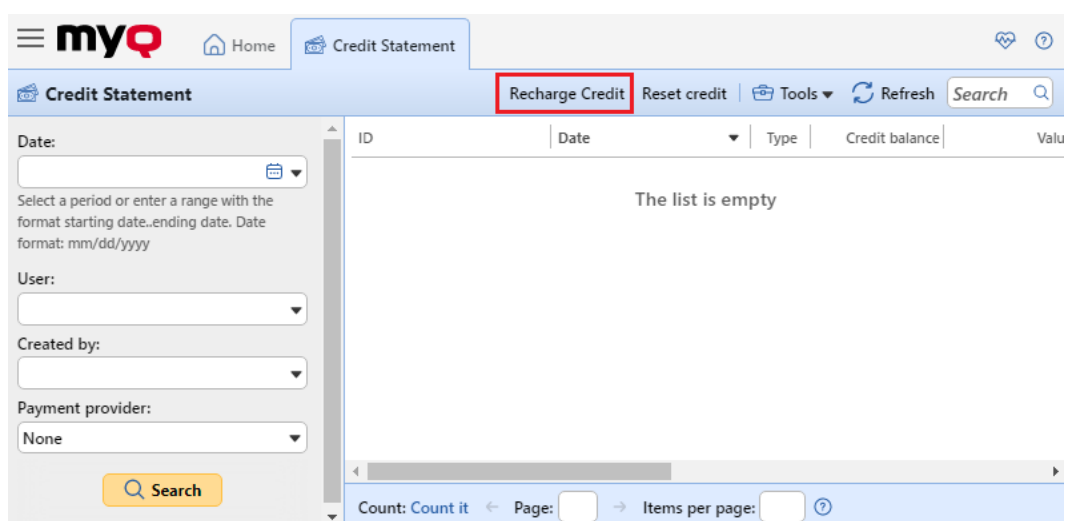 myQ Home Credit Statement
Credit Statement Recharge Credit Reset credit Tools Refresh Search
Date:
Select a period or enter a range with the
format starting date..ending date. Date
format: mm/dd/yyyy
User:
Created by:
Payment provider:
None
Search
ID Date Type Credit balance Valu
The list is empty
Count: Count it Page: Items per page: